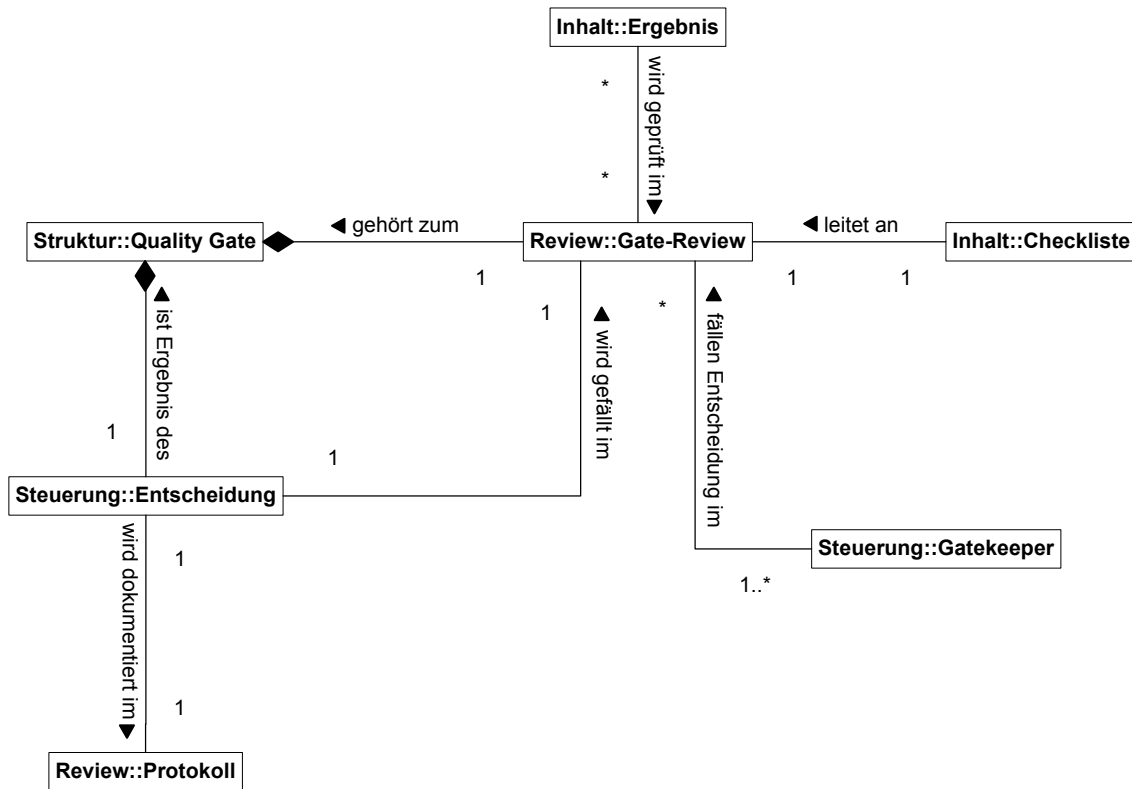 Inhalt::Ergebnis
*
wird geprüft im
*
Struktur::Quality Gate
gehört zum
Review::Gate-Review
leitet an
Inhalt::Checkliste
1
1
1
1
*
ist Ergebnis des
wird gefällt im
fällen Entscheidung im
1
1
Steuerung::Entscheidung
Steuerung::Gatekeeper
1
1..*
wird dokumentiert im
1
Review::Protokoll